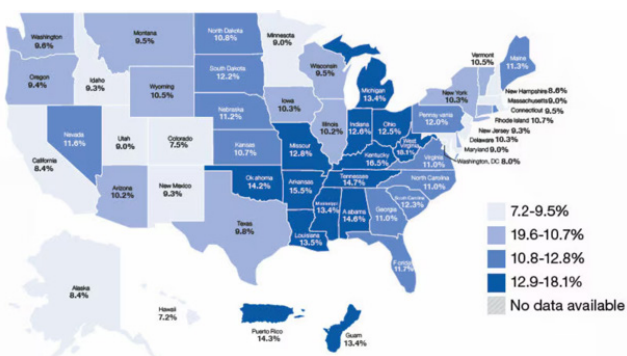 Washington
9.6%
Montana
9.5%
North Dakota
10.8%
Minnesota
9.0%
Vermont
10.5%
Maine
11.3%
Oregon
9.4%
Idaho
9.3%
Wyoming
10.5%
South Dakota
12.2%
Wisconsin
9.5%
Michigan
13.4%
New York
10.3%
New Hampshire 8.6%
Massachusetts 9.0%
Connecticut 9.5%
Rhode Island 10.7%
New Jersey 9.3%
Delaware 10.3%
Maryland 9.0%
Washington, DC 8.0%
Nevada
11.6%
Utah
9.0%
Colorado
7.5%
Nebraska
11.2%
Iowa
10.3%
Illinois
10.2%
Indiana
12.6%
Ohio
12.5%
12.0%
West
Virginia
18.1%
Virginia
11.0%
California
8.4%
Arizona
10.2%
New Mexico
9.3%
Kansas
10.7%
Missouri
12.8%
Kentucky
16.5%
North Carolina
11.0%
Ok ahoma
14.2%
Arkansas
15.5%
Tennessee
14.7%
South Carolina
12.3%
Texas
9.8%
Louisiana
13.5%
Mississippi
13.4%
A abama
14.6%
Georgia
11.0%
11.7%
Alaska
8.4%
Hawaii
7.2%
Puerto Rico
14.3%
Guam
13.4%
7.2-9.5%
19.6-10.7%
10.8-12.8%
12.9-18.1%
No data available